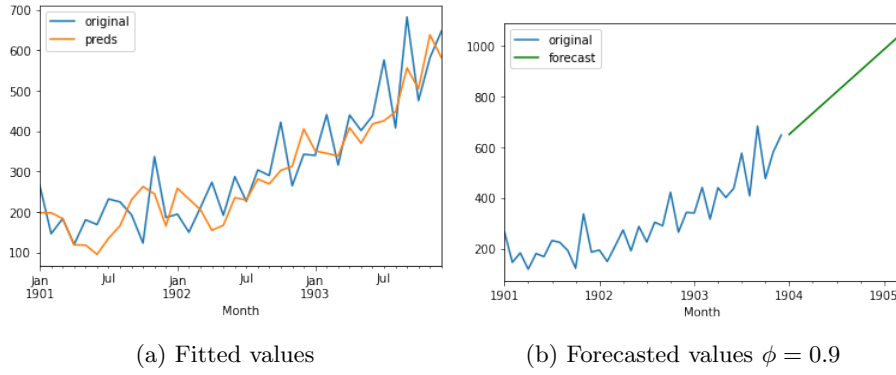 700
600
500
400
300
200
100
original
preds
Jan
1901
Jul
Jan
1902
Jul
Jan
1903
Jul
Month
(a) Fitted values
1000
800
600
400
200
original
forecast
1901
1902
1903
1904
1905
Month
(b) Forecasted values ϕ = 0.9